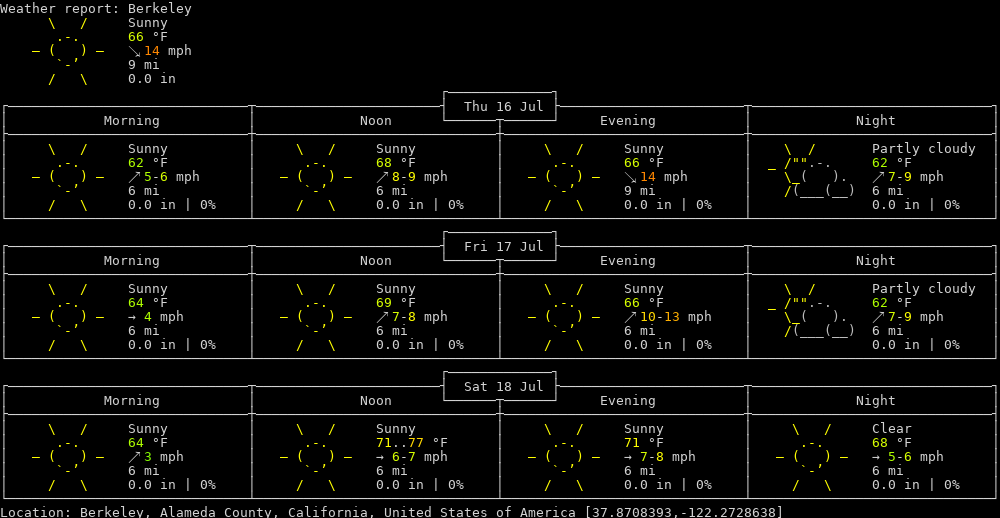 Weather report: Berkeley
Sunny
66 °F
↘ 14 mph
9 mi
0.0 in
Thu 16 Jul
Morning Noon Evening Night
Sunny Sunny Sunny Partly cloudy
62 °F 68 °F 66 °F 62 °F
↗ 5-6 mph ↗ 8-9 mph ↘ 14 mph ↗ 7-9 mph
6 mi 6 mi 9 mi 6 mi
0.0 in | 0% 0.0 in | 0% 0.0 in | 0% 0.0 in | 0%
Fri 17 Jul
Morning Noon Evening Night
Sunny Sunny Sunny Partly cloudy
64 °F 69 °F 66 °F 62 °F
→ 4 mph ↗ 7-8 mph ↗ 10-13 mph ↗ 7-9 mph
6 mi 6 mi 6 mi 6 mi
0.0 in | 0% 0.0 in | 0% 0.0 in | 0% 0.0 in | 0%
Sat 18 Jul
Morning Noon Evening Night
Sunny Sunny Sunny Clear
64 °F 71..77 °F 71 °F 68 °F
↗ 3 mph → 6-7 mph → 7-8 mph → 5-6 mph
6 mi 6 mi 6 mi 6 mi
0.0 in | 0% 0.0 in | 0% 0.0 in | 0% 0.0 in | 0%
Location: Berkeley, Alameda County, California, United States of America [37.8708393,-122.2728638]